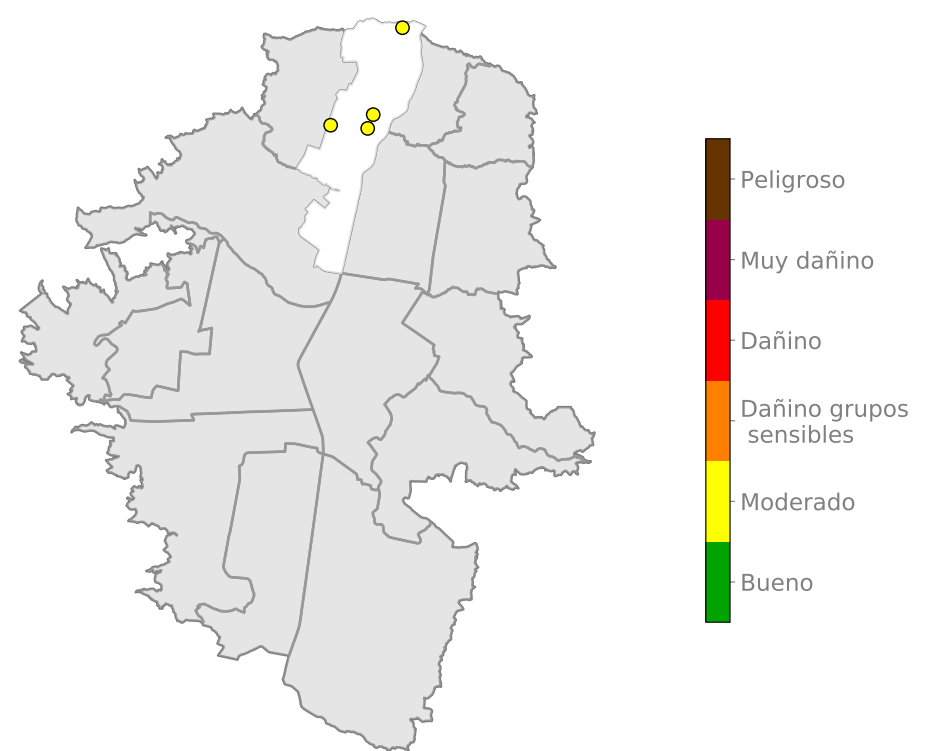 Peligroso
Muy dañino
Dañino
Dañino grupos
sensibles
Moderado
Bueno